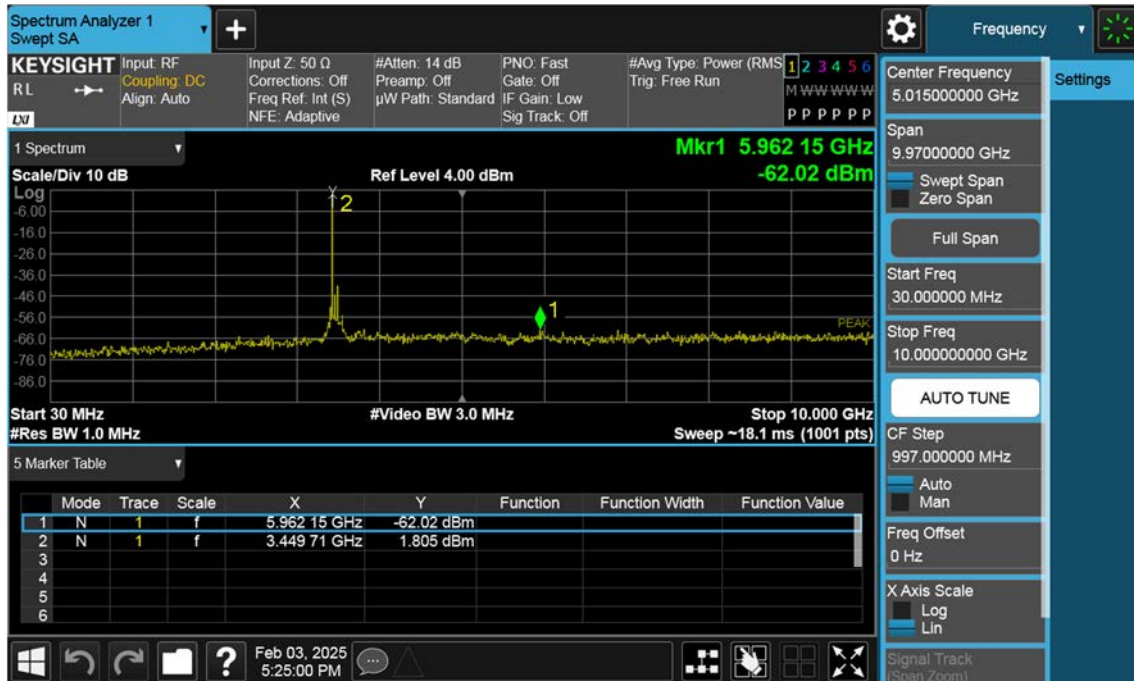 Spectrum Analyzer 1
Swept SA
+
Frequency
KEYSIGHT
RL
LXI
Input: RF
Coupling: DC
Align: Auto
Input Z: 50 Ω
Corrections: Off
Freq Ref: Int (S)
NFE: Adaptive
#Atten: 14 dB
Preamp: Off
µW Path: Standard
PNO: Fast
Gate: Off
IF Gain: Low
Sig Track: Off
#Avg Type: Power (RMS
Trig: Free Run
1 2 3 4 5 6
M W W W W W
P P P P P P
Center Frequency
5.015000000 GHz
Settings
1 Spectrum
Mkr1 5.962 15 GHz
-62.02 dBm
Scale/Div 10 dB
Ref Level 4.00 dBm
Log
-6.00
-16.0
-26.0
-36.0
-46.0
-56.0
-66.0
-76.0
-86.0
2
1
PEAK
Start 30 MHz
#Video BW 3.0 MHz
Stop 10.000 GHz
#Res BW 1.0 MHz
Sweep ~18.1 ms (1001 pts)
Span
9.97000000 GHz
Swept Span
Zero Span
Full Span
Start Freq
30.000000 MHz
Stop Freq
10.000000000 GHz
AUTO TUNE
CF Step
997.000000 MHz
Auto
Man
Freq Offset
0 Hz
X Axis Scale
Log
Lin
Signal Track
(Span Zoom)
5 Marker Table
Mode Trace Scale X Y Function Function Width Function Value
1 N 1 f 5.962 15 GHz -62.02 dBm
2 N 1 f 3.449 71 GHz 1.805 dBm
3
4
5
6
?
Feb 03, 2025
5:25:00 PM